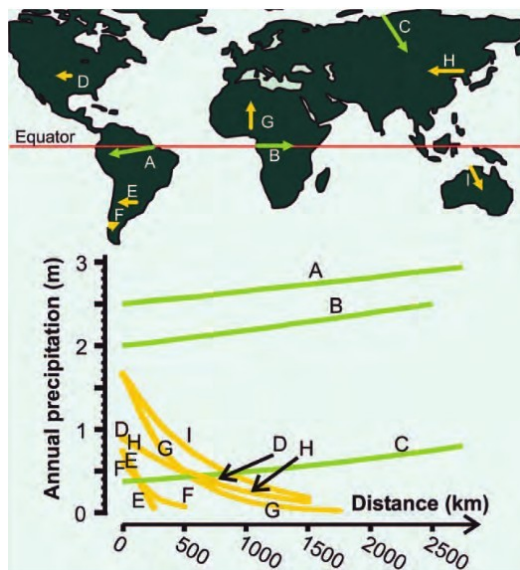 C
H
D
G
Equator
A
B
I
E
F
Annual precipitation (m)
3
2
1
0
A
B
C
D
H
G
I
D
H
F
E
E
F
G
Distance (km)
0
500
1000
1500
2000
2500